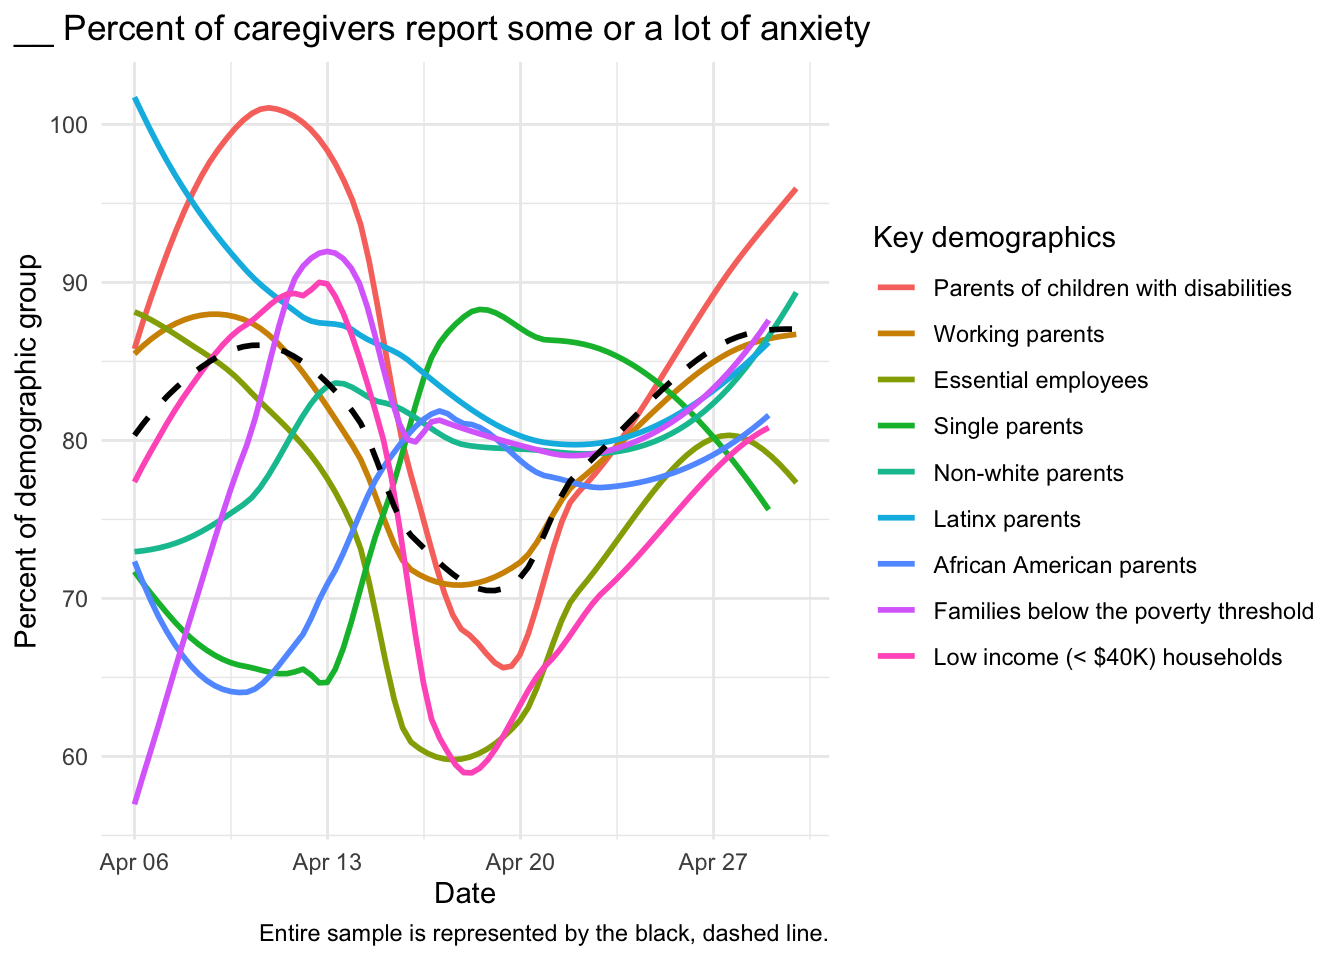 __ Percent of caregivers report some or a lot of anxiety
Percent of demographic group
100
90
80
70
60
Apr 06
Apr 13
Apr 20
Apr 27
Date
Key demographics
Parents of children with disabilities
Working parents
Essential employees
Single parents
Non-white parents
Latinx parents
African American parents
Families below the poverty threshold
Low income (< $40K) households
Entire sample is represented by the black, dashed line.